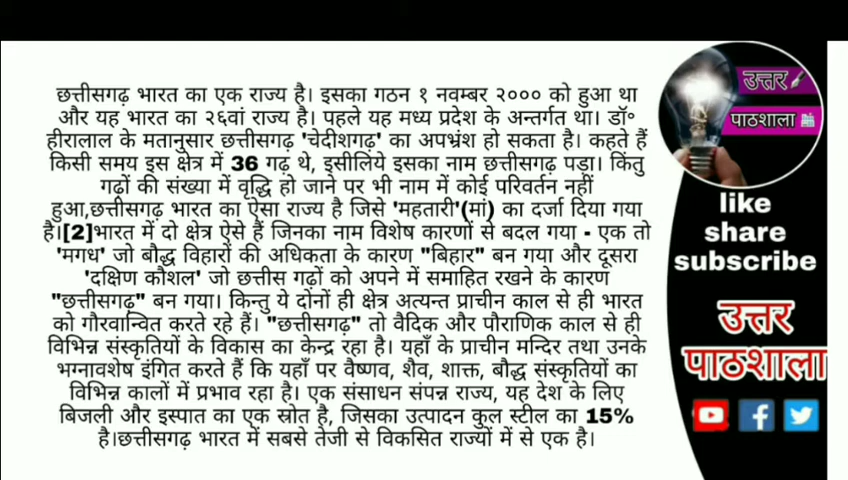 छत्तीसगढ़ भारत का एक राज्य है। इसका गठन १ नवम्बर २००० को हुआ था
और यह भारत का २६वां राज्य है। पहले यह मध्य प्रदेश के अन्तर्गत था। डॉ॰
हीरालाल के मतानुसार छत्तीसगढ़ 'चेदीशगढ़' का अपभ्रंश हो सकता है। कहते हैं
किसी समय इस क्षेत्र में 36 गढ़ थे, इसीलिये इसका नाम छत्तीसगढ़ पड़ा। किंतु
गढ़ों की संख्या में वृद्धि हो जाने पर भी नाम में कोई परिवर्तन नहीं
हुआ,छत्तीसगढ़ भारत का ऐसा राज्य है जिसे 'महतारी'(मां) का दर्जा दिया गया
है।[2]भारत में दो क्षेत्र ऐसे हैं जिनका नाम विशेष कारणों से बदल गया - एक तो
'मगध' जो बौद्ध विहारों की अधिकता के कारण "बिहार" बन गया और दूसरा
'दक्षिण कौशल' जो छत्तीस गढ़ों को अपने में समाहित रखने के कारण
"छत्तीसगढ़" बन गया। किन्तु ये दोनों ही क्षेत्र अत्यन्त प्राचीन काल से ही भारत
को गौरवान्वित करते रहे हैं। "छत्तीसगढ़" तो वैदिक और पौराणिक काल से ही
विभिन्न संस्कृतियों के विकास का केन्द्र रहा है। यहाँ के प्राचीन मन्दिर तथा उनके
भग्नावशेष इंगित करते हैं कि यहाँ पर वैष्णव, शैव, शाक्त, बौद्ध संस्कृतियों का
विभिन्न कालों में प्रभाव रहा है। एक संसाधन संपन्न राज्य, यह देश के लिए
बिजली और इस्पात का एक स्रोत है, जिसका उत्पादन कुल स्टील का 15%
है।छत्तीसगढ़ भारत में सबसे तेजी से विकसित राज्यों में से एक है।
उत्तर
पाठशाला
like
share
subscribe
उत्तर
पाठशाला